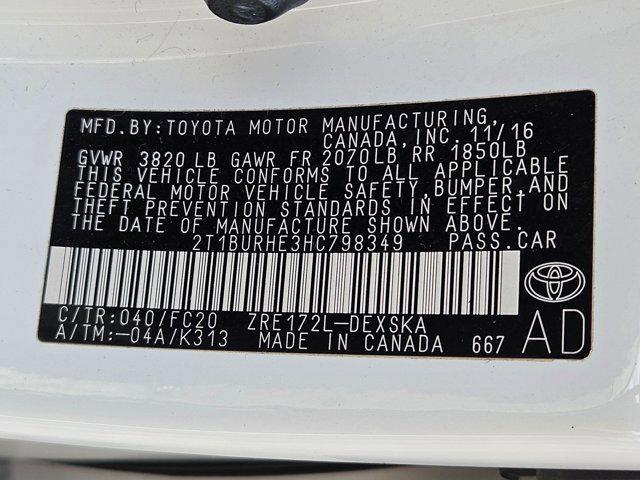 MFD.BY:TOYOTA MOTOR MANUFACTURING,
CANADA,INC. 11/16
GVWR 3820 LB GAWR FR 2070LB, RR 1850LB
THIS VEHICLE CONFORMS TO ALL APPLICABLE
FEDERAL MOTOR VEHICLE SAFETY,BUMPER,AND
THEFT PREVENTION STANDARDS IN EFFECT ON
THE DATE OF MANUFACTURE SHOWN ABOVE.
2T1BURHE3HC798349 PASS.CAR
C/TR:040/FC20 ZRE172L-DEXSKA
A/TM:-04A/K313 MADE IN CANADA 667
AD